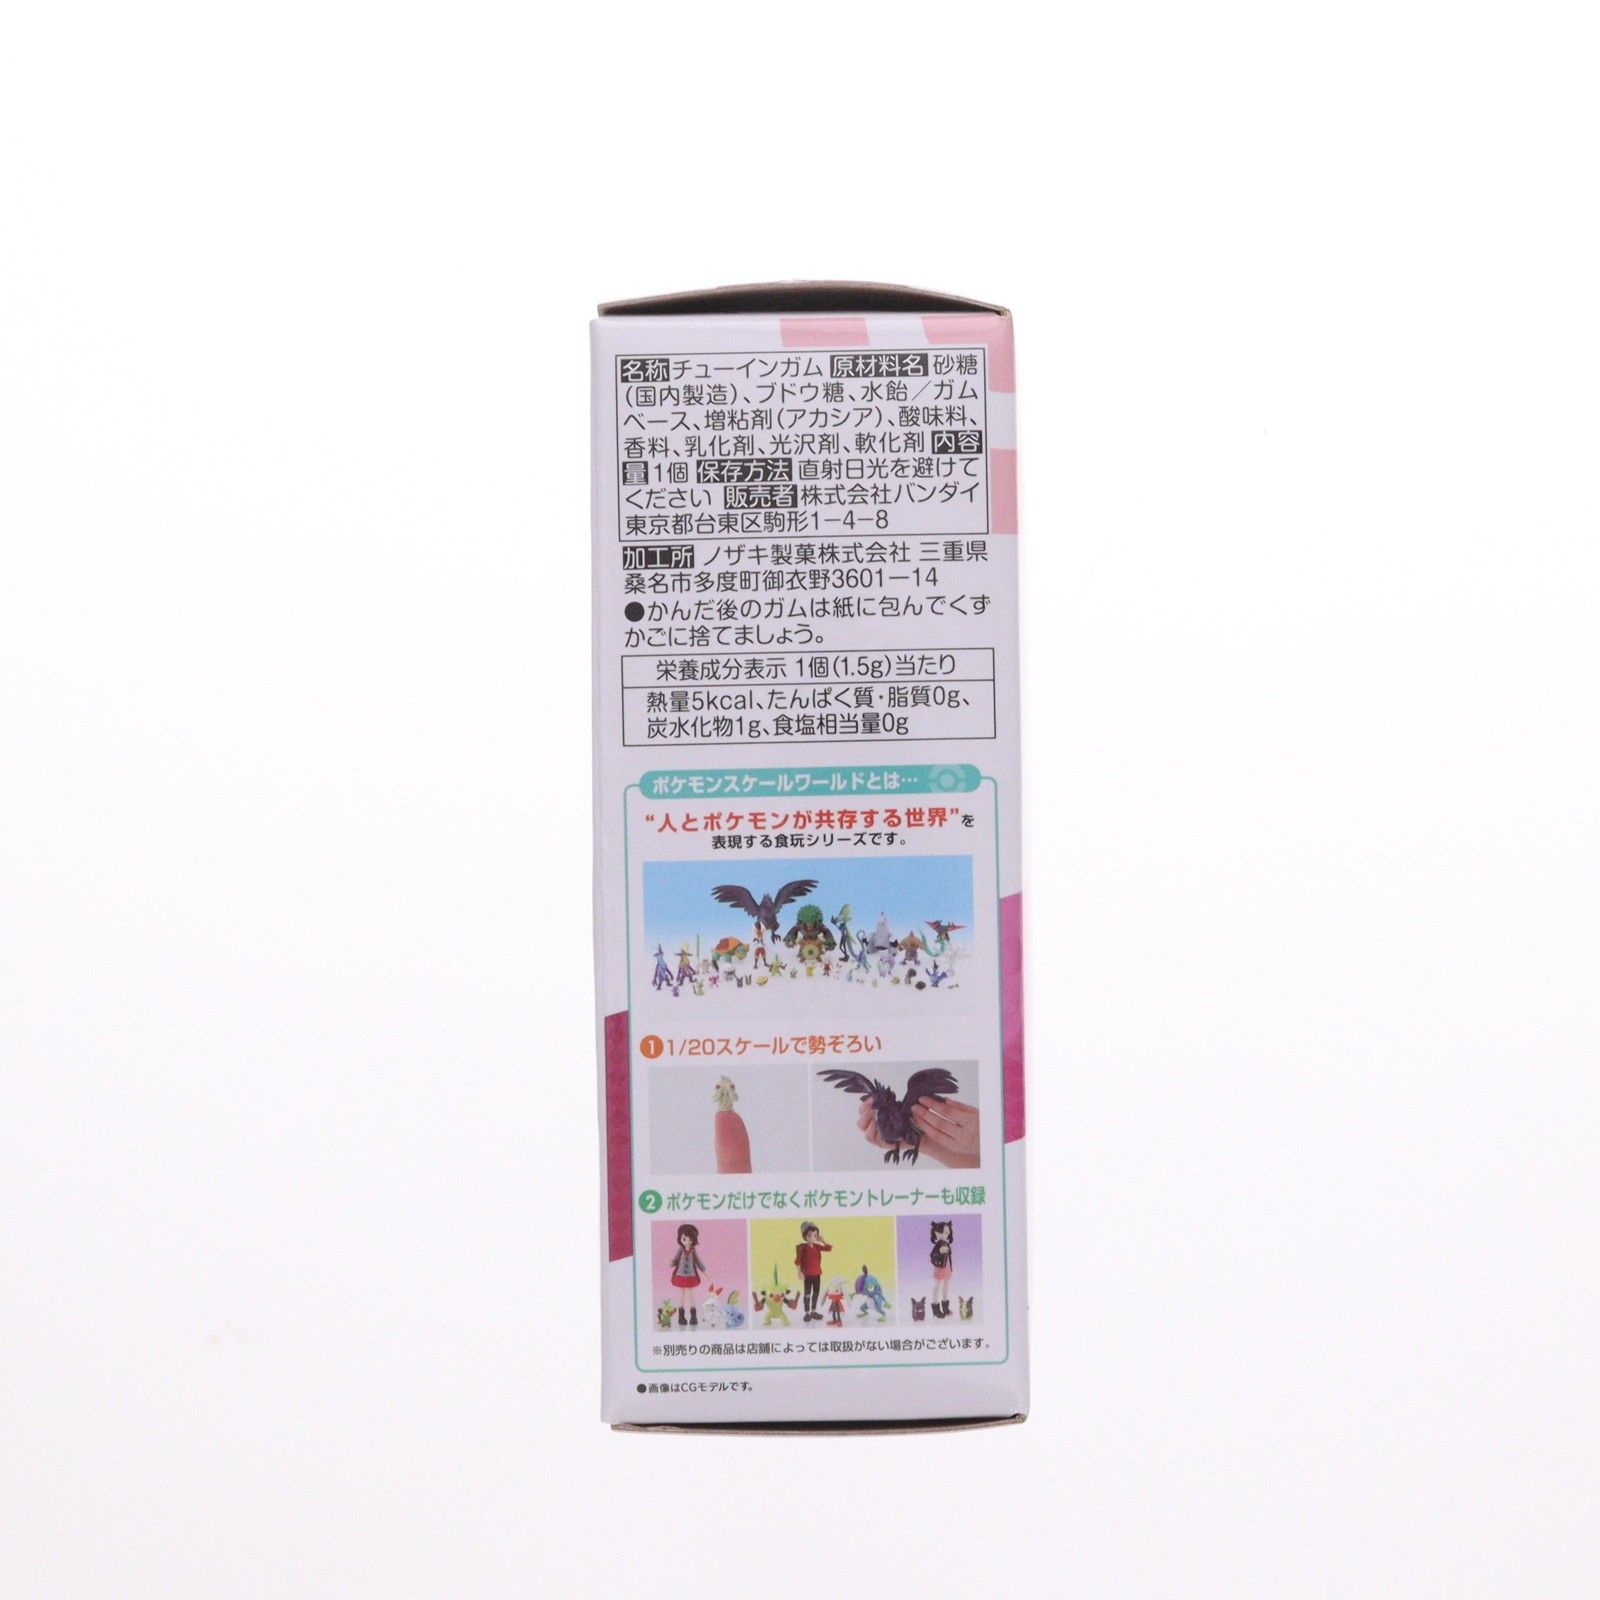 名称チューインガム 原材料名 砂糖
(国内製造)、ブドウ糖、水飴／ガム
ベース、増粘剤(アカシア)、酸味料、
香料、乳化剤、光沢剤、軟化剤 内容
量 1個 保存方法 直射日光を避けて
ください 販売者 株式会社バンダイ
東京都台東区駒形1-4-8
加工所 ノザキ製菓株式会社 三重県
桑名市多度町御衣野3601-14
●かんだ後のガムは紙に包んでくず
かごに捨てましょう。
栄養成分表示 1個(1.5g)当たり
熱量5kcal、たんぱく質・脂質0g、
炭水化物1g、食塩相当量0g
ポケモンスケールワールドとは…
“人とポケモンが共存する世界”を
表現する食玩シリーズです。
1 1/20スケールで勢ぞろい
2 ポケモンだけでなくポケモントレーナーも収録
※別売りの商品は店舗によっては取扱がない場合がございます。
●画像はCGモデルです。